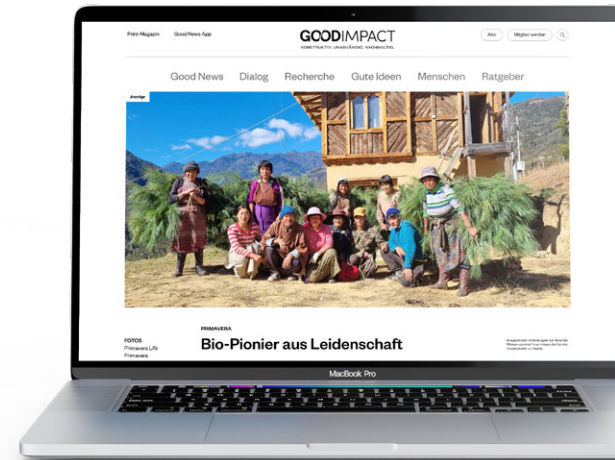 Print-Magazin
Good News App
GOODIMPACT
KONSTRUKTIV. UNABHÄNGIG. NACHHALTIG.
Abo
Mitglied werden
Good News
Dialog
Recherche
Gute Ideen
Menschen
Ratgeber
Anzeige
PRIMAVERA
Bio-Pionier aus Leidenschaft
FOTOS
Primavera Life
Primavera
MacBook Pro